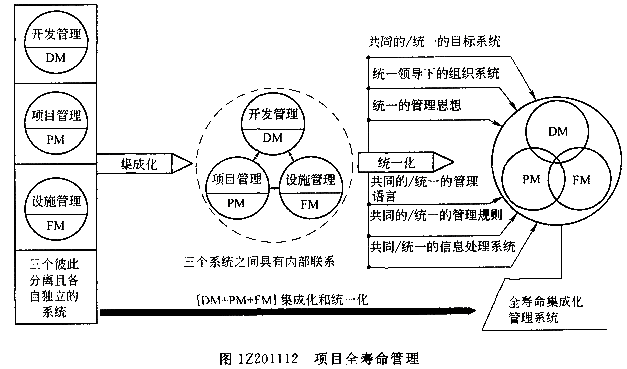 开发管理
DM
项目管理
PM
设施管理
FM
三个彼此
分离且各
自独立的
系统
集成化
开发管理
DM
项目管理
PM
设施管理
FM
三个系统之间具有内部联系
统一化
共同的/统一的目标系统
统一领导下的组织系统
统一的管理思想
共同的/统一的管理
语言
共同的/统一的管理规则
共同/统一的信息处理系统
DM
PM
FM
{DM+PM+FM} 集成化和统一化
全寿命集成化
管理系统
图 1Z201112 项目全寿命管理